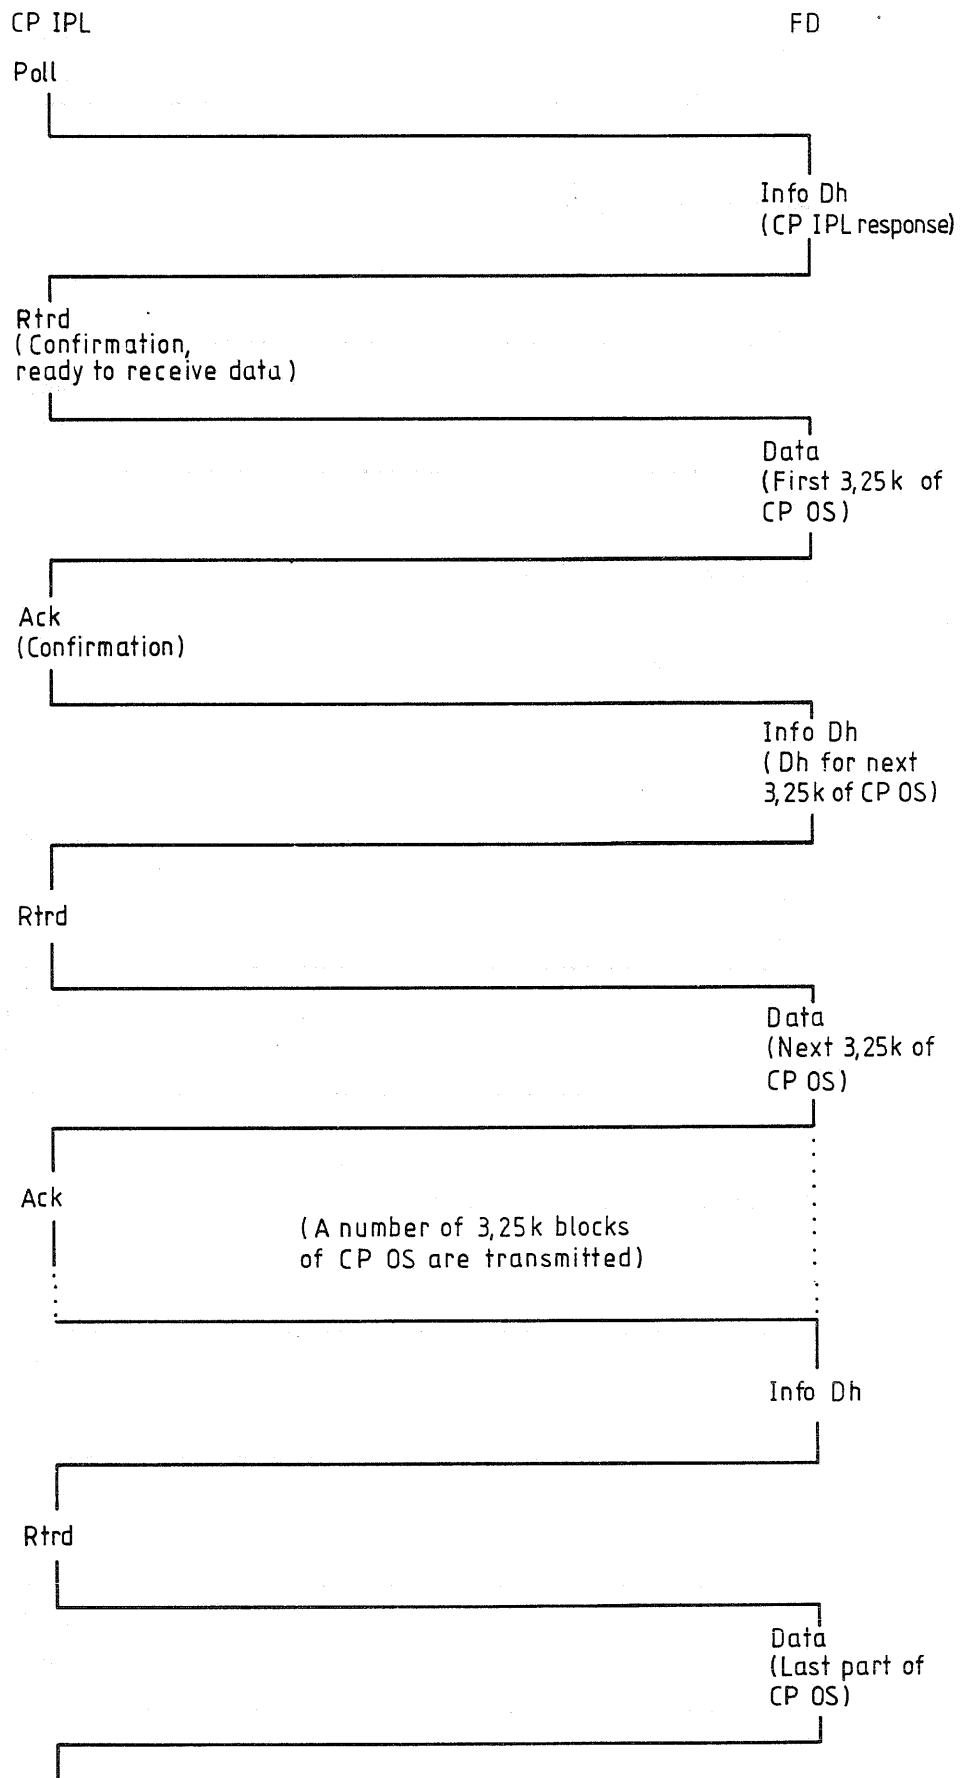 CP IPL FD
Poll
Info Dh
(CP IPL response)
Rtrd
(Confirmation,
ready to receive data)
Data
(First 3,25k of
CP OS)
Ack
(Confirmation)
Info Dh
(Dh for next
3,25k of CP OS)
Rtrd
Data
(Next 3,25k of
CP OS)
Ack
(A number of 3,25k blocks
of CP OS are transmitted)
Info Dh
Rtrd
Data
(Last part of
CP OS)